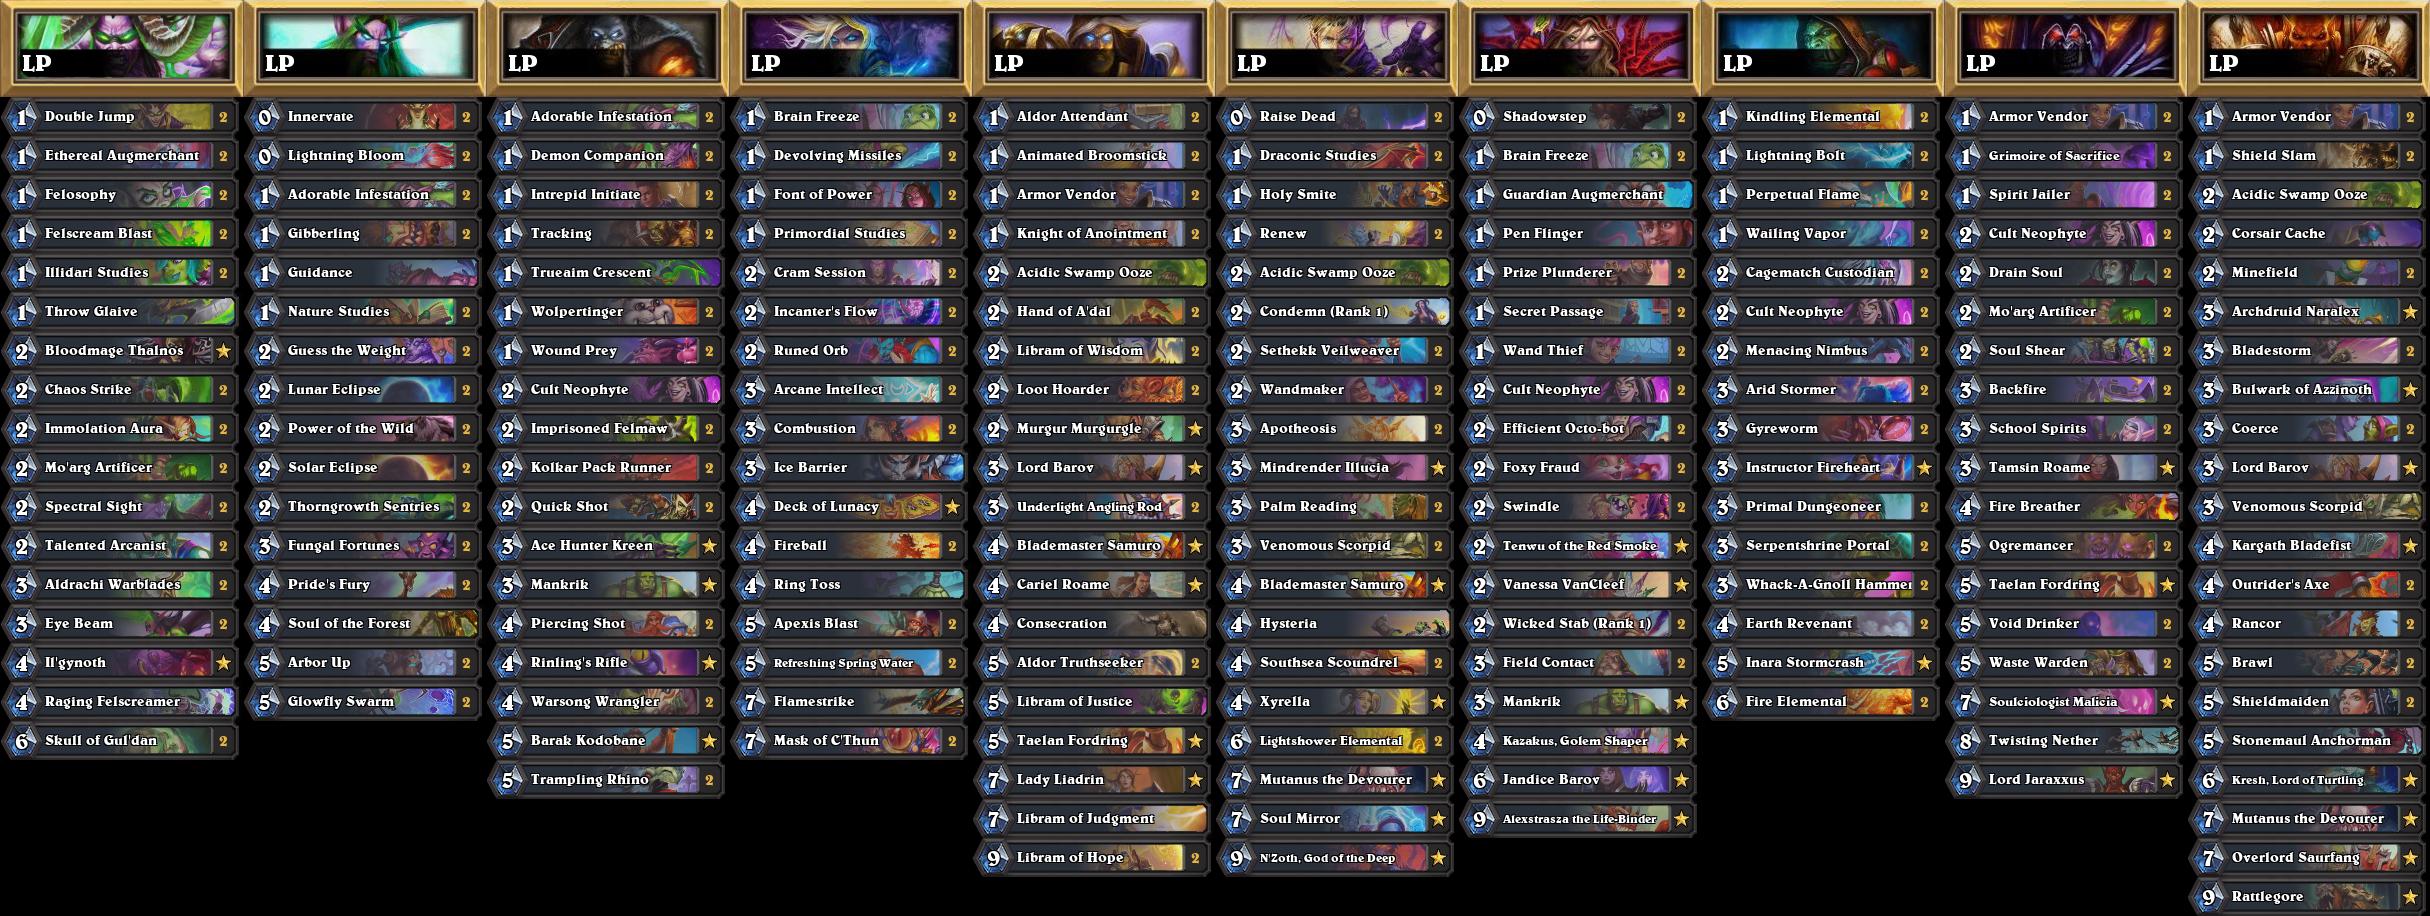 LP
1 Double Jump 2
1 Ethereal Augmerchant 2
1 Felosophy 2
1 Felscream Blast 2
1 Illidari Studies 2
1 Throw Glaive
2 Bloodmage Thalnos
2 Chaos Strike 2
2 Immolation Aura 2
2 Mo'arg Artificer 2
2 Spectral Sight 2
2 Talented Arcanist 2
3 Aldrachi Warblades 2
3 Eye Beam 2
4 Il'gynoth
4 Raging Felscreamer
6 Skull of Gul'dan 2
LP
0 Innervate 2
0 Lightning Bloom 2
1 Adorable Infestation 2
1 Gibberling 2
1 Guidance
1 Nature Studies 2
2 Guess the Weight 2
2 Lunar Eclipse 2
2 Power of the Wild 2
2 Solar Eclipse 2
2 Thorngrowth Sentries 2
3 Fungal Fortunes 2
4 Pride's Fury 2
4 Soul of the Forest
5 Arbor Up 2
5 Glowfly Swarm 2
LP
1 Adorable Infestation 2
1 Demon Companion 2
1 Intrepid Initiate 2
1 Tracking 2
1 Trueaim Crescent
1 Wolpertinger 2
1 Wound Prey 2
2 Cult Neophyte
2 Imprisoned Felmaw 2
2 Kolkar Pack Runner 2
2 Quick Shot 2
3 Ace Hunter Kreen
3 Mankrik
4 Piercing Shot 2
4 Rinling's Rifle
4 Warsong Wrangler 2
5 Barak Kodobane
5 Trampling Rhino 2
LP
1 Brain Freeze 2
1 Devolving Missiles 2
1 Font of Power 2
1 Primordial Studies 2
2 Cram Session 2
2 Incanter's Flow 2
2 Runed Orb 2
3 Arcane Intellect 2
3 Combustion 2
3 Ice Barrier
4 Deck of Lunacy
4 Fireball 2
4 Ring Toss
5 Apexis Blast 2
5 Refreshing Spring Water 2
7 Flamestrike
7 Mask of C'Thun 2
LP
1 Aldor Attendant 2
1 Animated Broomstick 2
1 Armor Vendor 2
1 Knight of Anointment 2
2 Acidic Swamp Ooze
2 Hand of A'dal 2
2 Libram of Wisdom 2
2 Loot Hoarder 2
2 Murgur Murgurgle
3 Lord Barov
3 Underlight Angling Rod 2
4 Blademaster Samuro
4 Cariel Roame
4 Consecration
5 Aldor Truthseeker 2
5 Libram of Justice
5 Taelan Fordring
7 Lady Liadrin
7 Libram of Judgment
9 Libram of Hope 2
LP
0 Raise Dead 2
1 Draconic Studies 2
1 Holy Smite 2
1 Renew 2
2 Acidic Swamp Ooze 2
2 Condemn (Rank 1)
2 Sethekk Veilweaver 2
2 Wandmaker 2
3 Apotheosis 2
3 Mindrender Illucia
3 Palm Reading 2
3 Venomous Scorpid 2
4 Blademaster Samuro
4 Hysteria
4 Southsea Scoundrel 2
4 Xyrella
6 Lightshower Elemental 2
7 Mutanus the Devourer
7 Soul Mirror
9 N'Zoth, God of the Deep
LP
0 Shadowstep 2
1 Brain Freeze 2
1 Guardian Augmerchant
1 Pen Flinger
1 Prize Plunderer 2
1 Secret Passage 2
1 Wand Thief 2
2 Cult Neophyte 2
2 Efficient Octo-bot 2
2 Foxy Fraud 2
2 Swindle 2
2 Tenwu of the Red Smoke
2 Vanessa VanCleef
2 Wicked Stab (Rank 1) 2
3 Field Contact 2
3 Mankrik
4 Kazakus, Golem Shaper
6 Jandice Barov
9 Alexstrasza the Life-Binder
LP
1 Kindling Elemental 2
1 Lightning Bolt 2
1 Perpetual Flame 2
1 Wailing Vapor 2
2 Cagematch Custodian 2
2 Cult Neophyte 2
2 Menacing Nimbus 2
3 Arid Stormer 2
3 Gyreworm 2
3 Instructor Fireheart
3 Primal Dungeoneer 2
3 Serpentshrine Portal 2
3 Whack-A-Gnoll Hammer 2
4 Earth Revenant 2
5 Inara Stormcrash
6 Fire Elemental 2
LP
1 Armor Vendor 2
1 Grimoire of Sacrifice 2
1 Spirit Jailer 2
2 Cult Neophyte 2
2 Drain Soul 2
2 Mo'arg Artificer 2
2 Soul Shear 2
3 Backfire 2
3 School Spirits 2
3 Tamsin Roame
4 Fire Breather
5 Ogremancer 2
5 Taelan Fordring
5 Void Drinker 2
5 Waste Warden 2
7 Soulciologist Malicia
8 Twisting Nether
9 Lord Jaraxxus
LP
1 Armor Vendor 2
1 Shield Slam 2
2 Acidic Swamp Ooze
2 Corsair Cache
2 Minefield 2
3 Archdruid Naralex
3 Bladestorm 2
3 Bulwark of Azzinoth
3 Coerce 2
3 Lord Barov
3 Venomous Scorpid
4 Kargath Bladefist
4 Outrider's Axe 2
4 Rancor 2
5 Brawl 2
5 Shieldmaiden 2
5 Stonemaul Anchorman
6 Kresh, Lord of Turtling
7 Mutanus the Devourer
7 Overlord Saurfang
9 Rattlegore